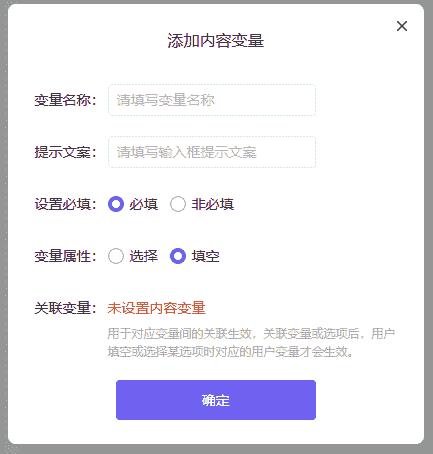 添加内容变量
变量名称： 请填写变量名称
提示文案： 请填写输入框提示文案
设置必填： 必填 非必填
变量属性： 选择 填空
关联变量： 未设置内容变量
用于对应变量间的关联生效，关联变量或选项后，用户
填空或选择某选项时对应的用户变量才会生效。
确定